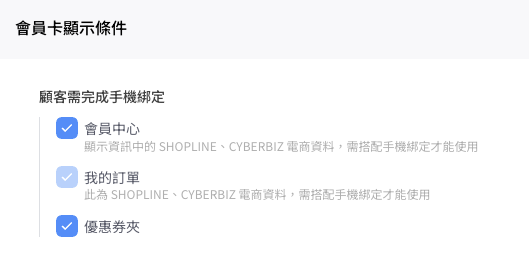 會員卡顯示條件
顧客需完成手機綁定
會員中心
顯示資訊中的 SHOPLINE、CYBERBIZ 電商資料，需搭配手機綁定才能使用
我的訂單
此為 SHOPLINE、CYBERBIZ 電商資料，需搭配手機綁定才能使用
優惠券夾